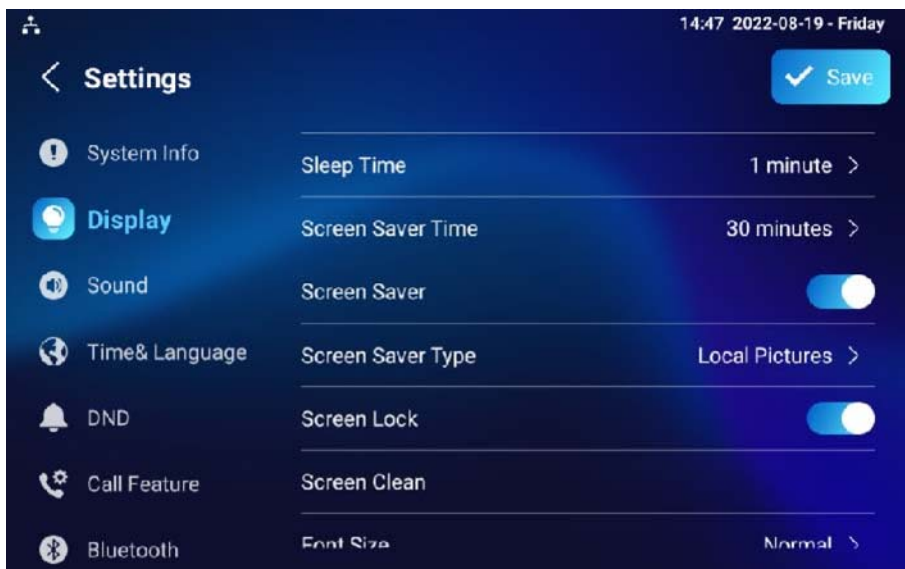 14:47 2022-08-19 - Friday
Settings
Save
System Info
Display
Sound
Time& Language
DND
Call Feature
Bluetooth
Sleep Time 1 minute
Screen Saver Time 30 minutes
Screen Saver
Screen Saver Type Local Pictures
Screen Lock
Screen Clean
Font Size Normal